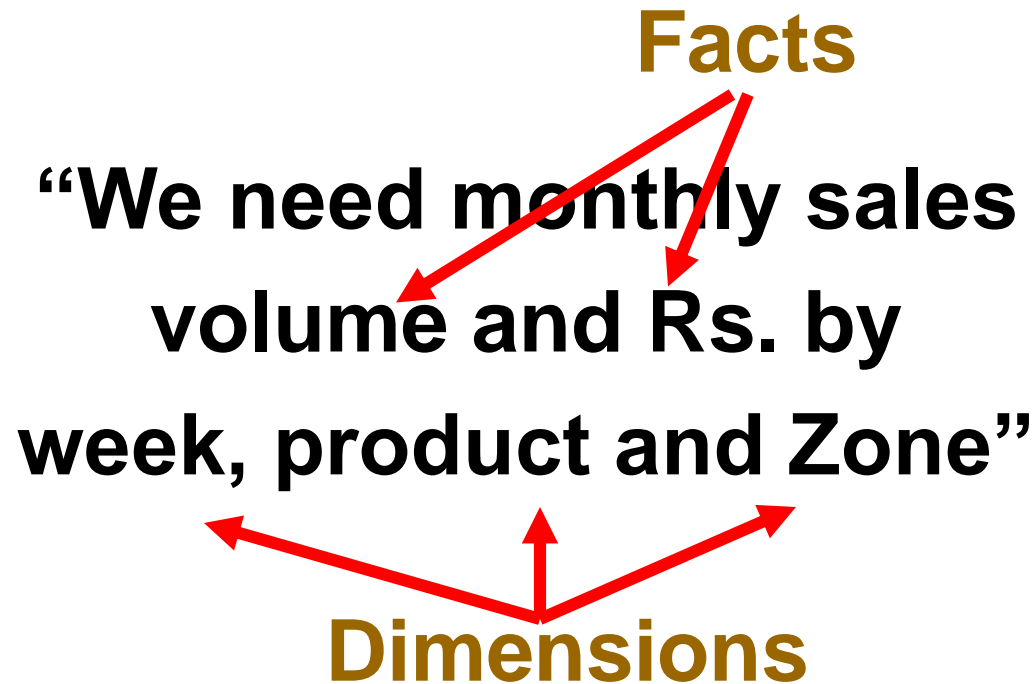 Facts
“We need monthly sales
volume and Rs. by
week, product and Zone”
Dimensions